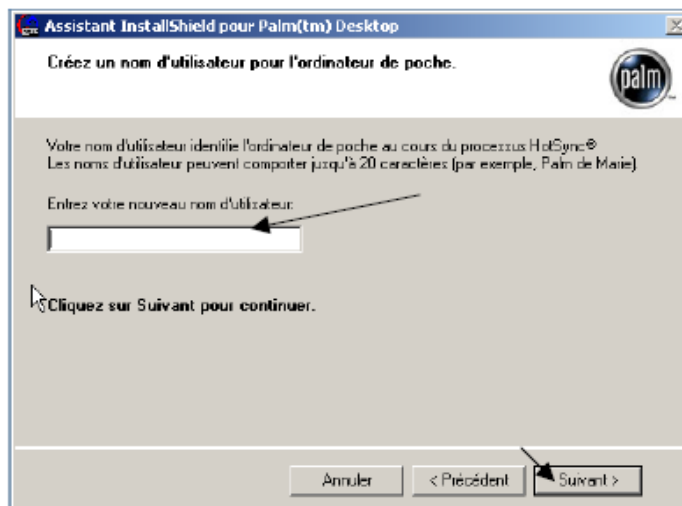 Assistant InstallShield pour Palm(tm) Desktop
Créez un nom d'utilisateur pour l'ordinateur de poche.
palm
Votre nom d'utilisateur identifie l'ordinateur de poche au cours du processus HotSync®
Les noms d'utilisateur peuvent comporter jusqu'à 20 caractères (par exemple, Palm de Marie)
Entrez votre nouveau nom d'utilisateur:
Cliquez sur Suivant pour continuer.
Annuler
< Précédent
Suivant >